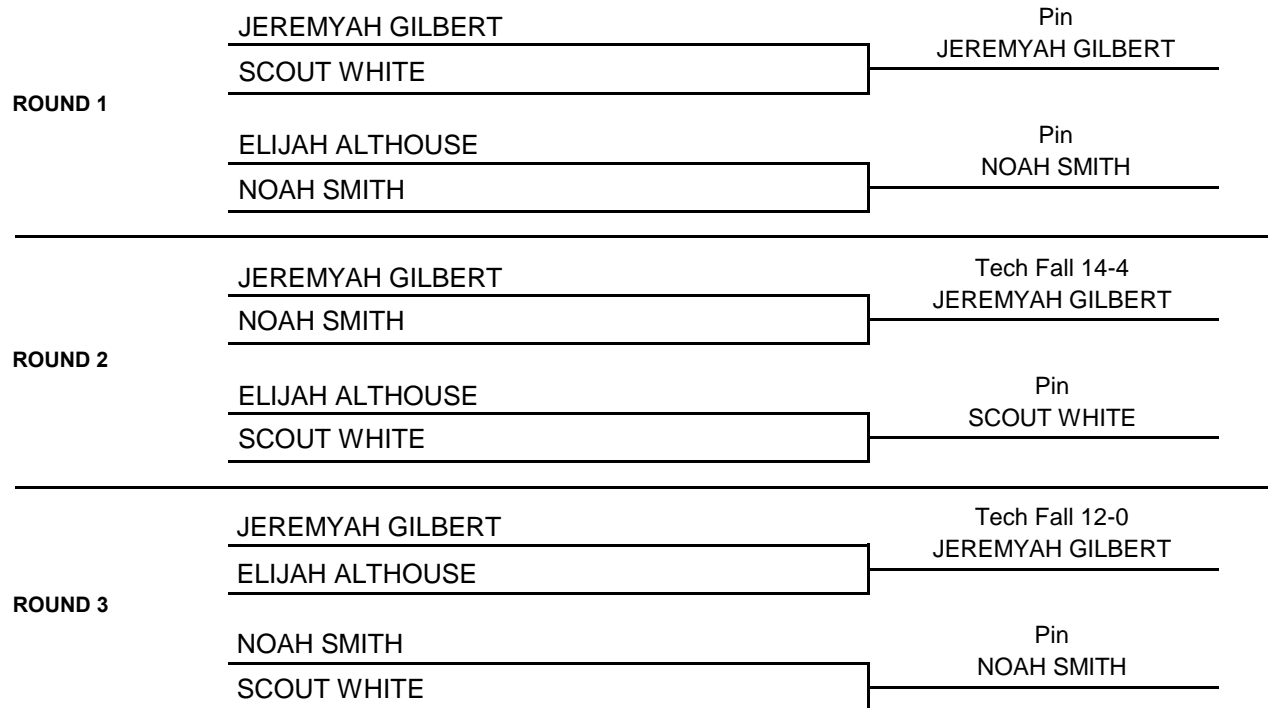 JEREMYAH GILBERT
Pin
JEREMYAH GILBERT
SCOUT WHITE
ROUND 1
ELIJAH ALTHOUSE
Pin
NOAH SMITH
NOAH SMITH
JEREMYAH GILBERT
Tech Fall 14-4
JEREMYAH GILBERT
NOAH SMITH
ROUND 2
ELIJAH ALTHOUSE
Pin
SCOUT WHITE
SCOUT WHITE
JEREMYAH GILBERT
Tech Fall 12-0
JEREMYAH GILBERT
ELIJAH ALTHOUSE
ROUND 3
NOAH SMITH
Pin
NOAH SMITH
SCOUT WHITE